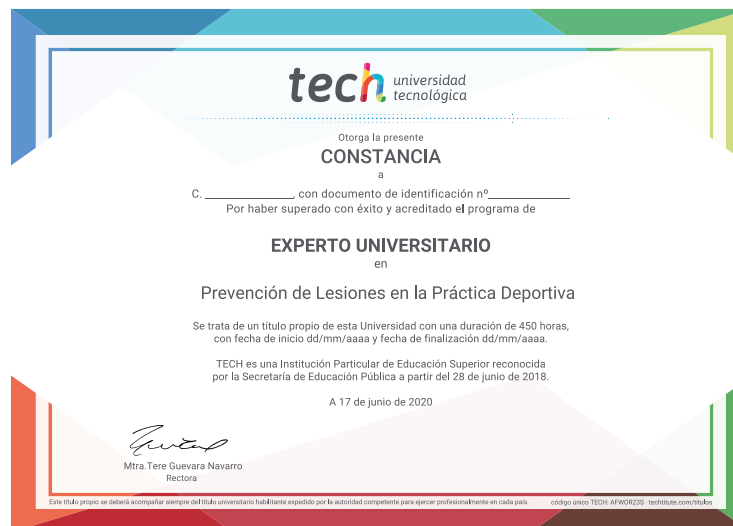 tech universidad
tecnológica
Otorga la presente
CONSTANCIA
a
C. ______________, con documento de identificación nº______________
Por haber superado con éxito y acreditado el programa de
EXPERTO UNIVERSITARIO
en
Prevención de Lesiones en la Práctica Deportiva
Se trata de un título propio de esta Universidad con una duración de 450 horas,
con fecha de inicio dd/mm/aaaa y fecha de finalización dd/mm/aaaa.
TECH es una Institución Particular de Educación Superior reconocida
por la Secretaría de Educación Pública a partir del 28 de junio de 2018.
A 17 de junio de 2020
Mtra.Tere Guevara Navarro
Rectora
Este título propio se deberá acompañar siempre del título universitario habilitante expedido por la autoridad competente para ejercer profesionalmente en cada país. código único TECH: AFWOR23S techtitute.com/titulos